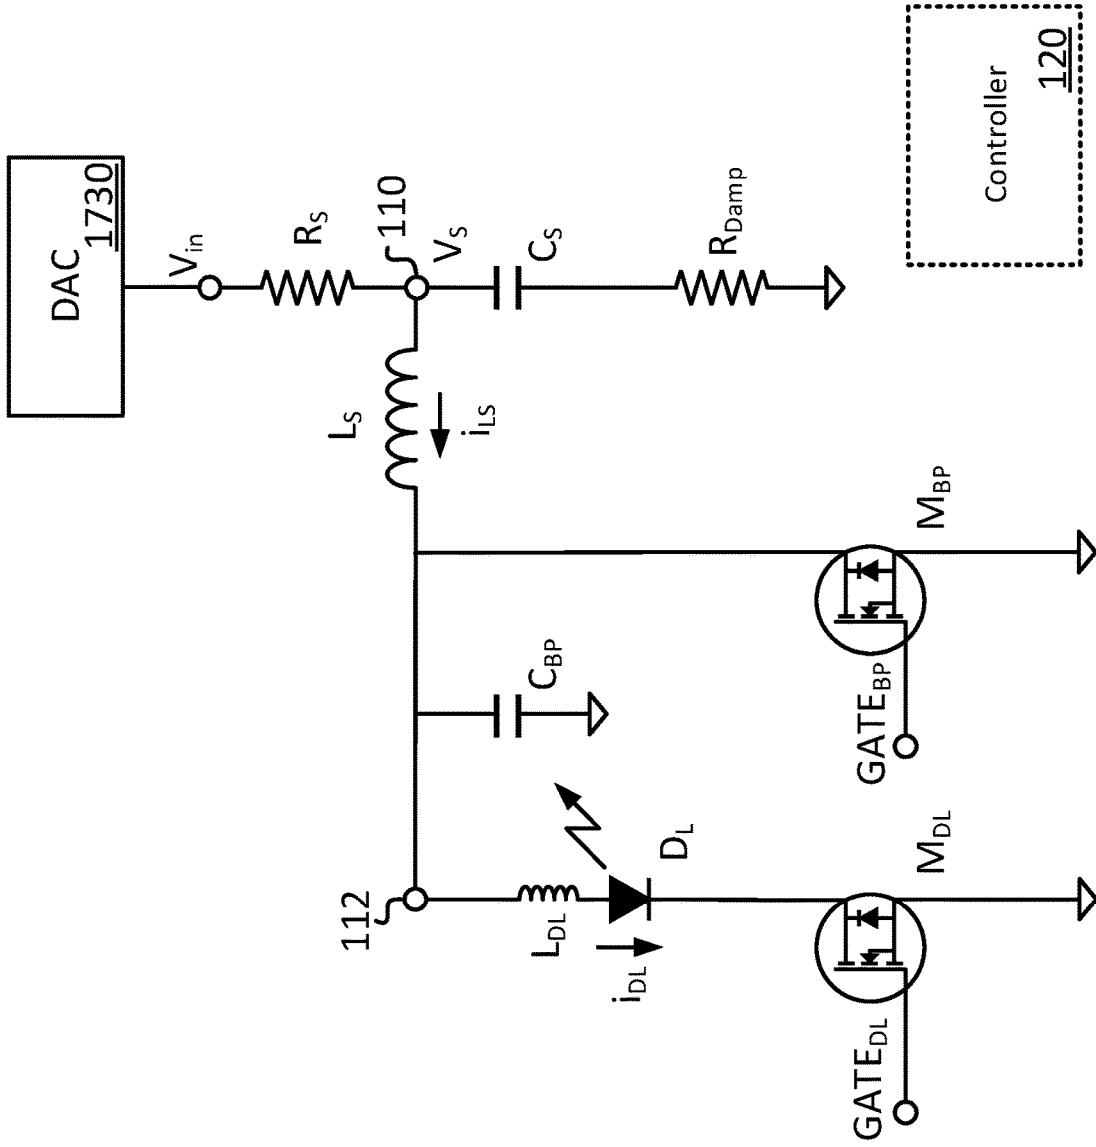 DAC
1730
Vin
RS
110
VS
CS
RDamp
Controller
120
LS
iLS
MBP
GATEBP
CBP
112
LDL
iDL
DL
MDL
GATEDL